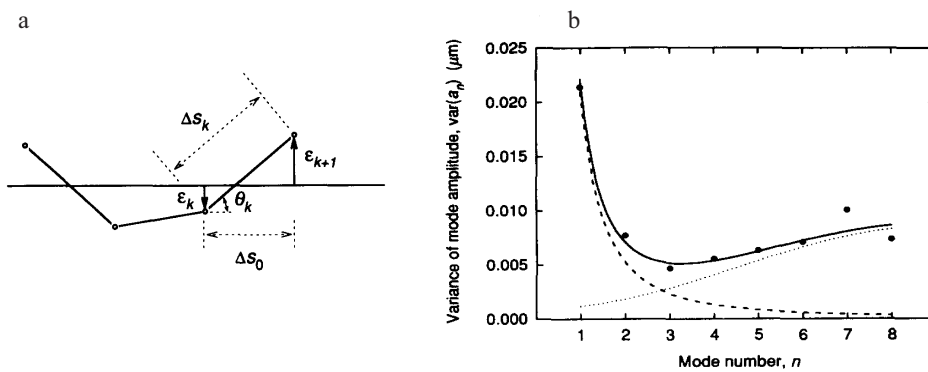 a
Δs_k
ε_{k+1}
ε_k
θ_k
Δs_0
b
Variance of mode amplitude, var(a_n) (μm)
0.025
0.020
0.015
0.010
0.005
0.000
1 2 3 4 5 6 7 8
Mode number, n